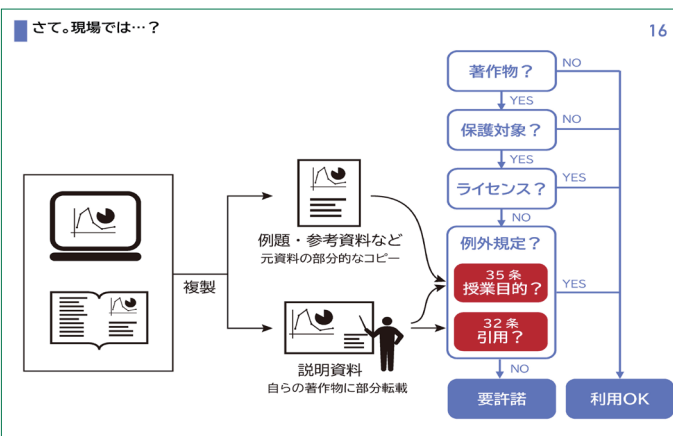 さて。現場では…？
16
著作物？
NO
YES
保護対象？
NO
YES
ライセンス？
YES
NO
例外規定？
35 条
授業目的？
32 条
引用？
YES
NO
要許諾
利用OK
複製
例題・参考資料など
元資料の部分的なコピー
説明資料
自らの著作物に部分転載